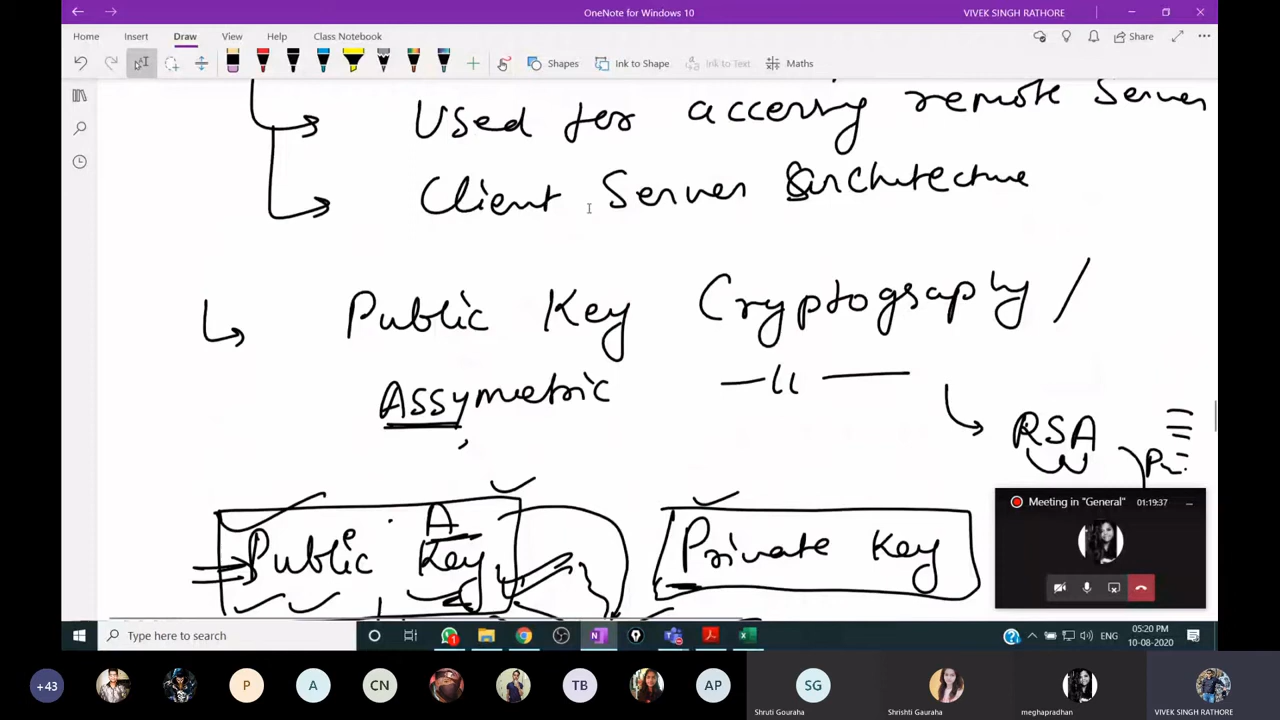 OneNote for Windows 10
VIVEK SINGH RATHORE
Home Insert Draw View Help Class Notebook
Share
Shapes Ink to Shape Ink to Text Maths
Used for accessing remote Server
Client Server architecture
Public Key Cryptography /
Assymetric — 11 —
RSA
Pri
A
Public Key
Private Key
Meeting in "General" 01:19:37
Type here to search
ENG
05:20 PM
10-08-2020
+43 P A CN TB AP SG
Shruti Gouraha Shrishti Gauraha meghapradhan VIVEK SINGH RATHORE